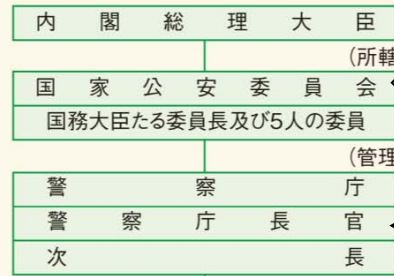 内閣総理大臣
(所轄
国家公安委員会
国務大臣たる委員長及び5人の委員
(管理
警察庁
警察庁長官
次長